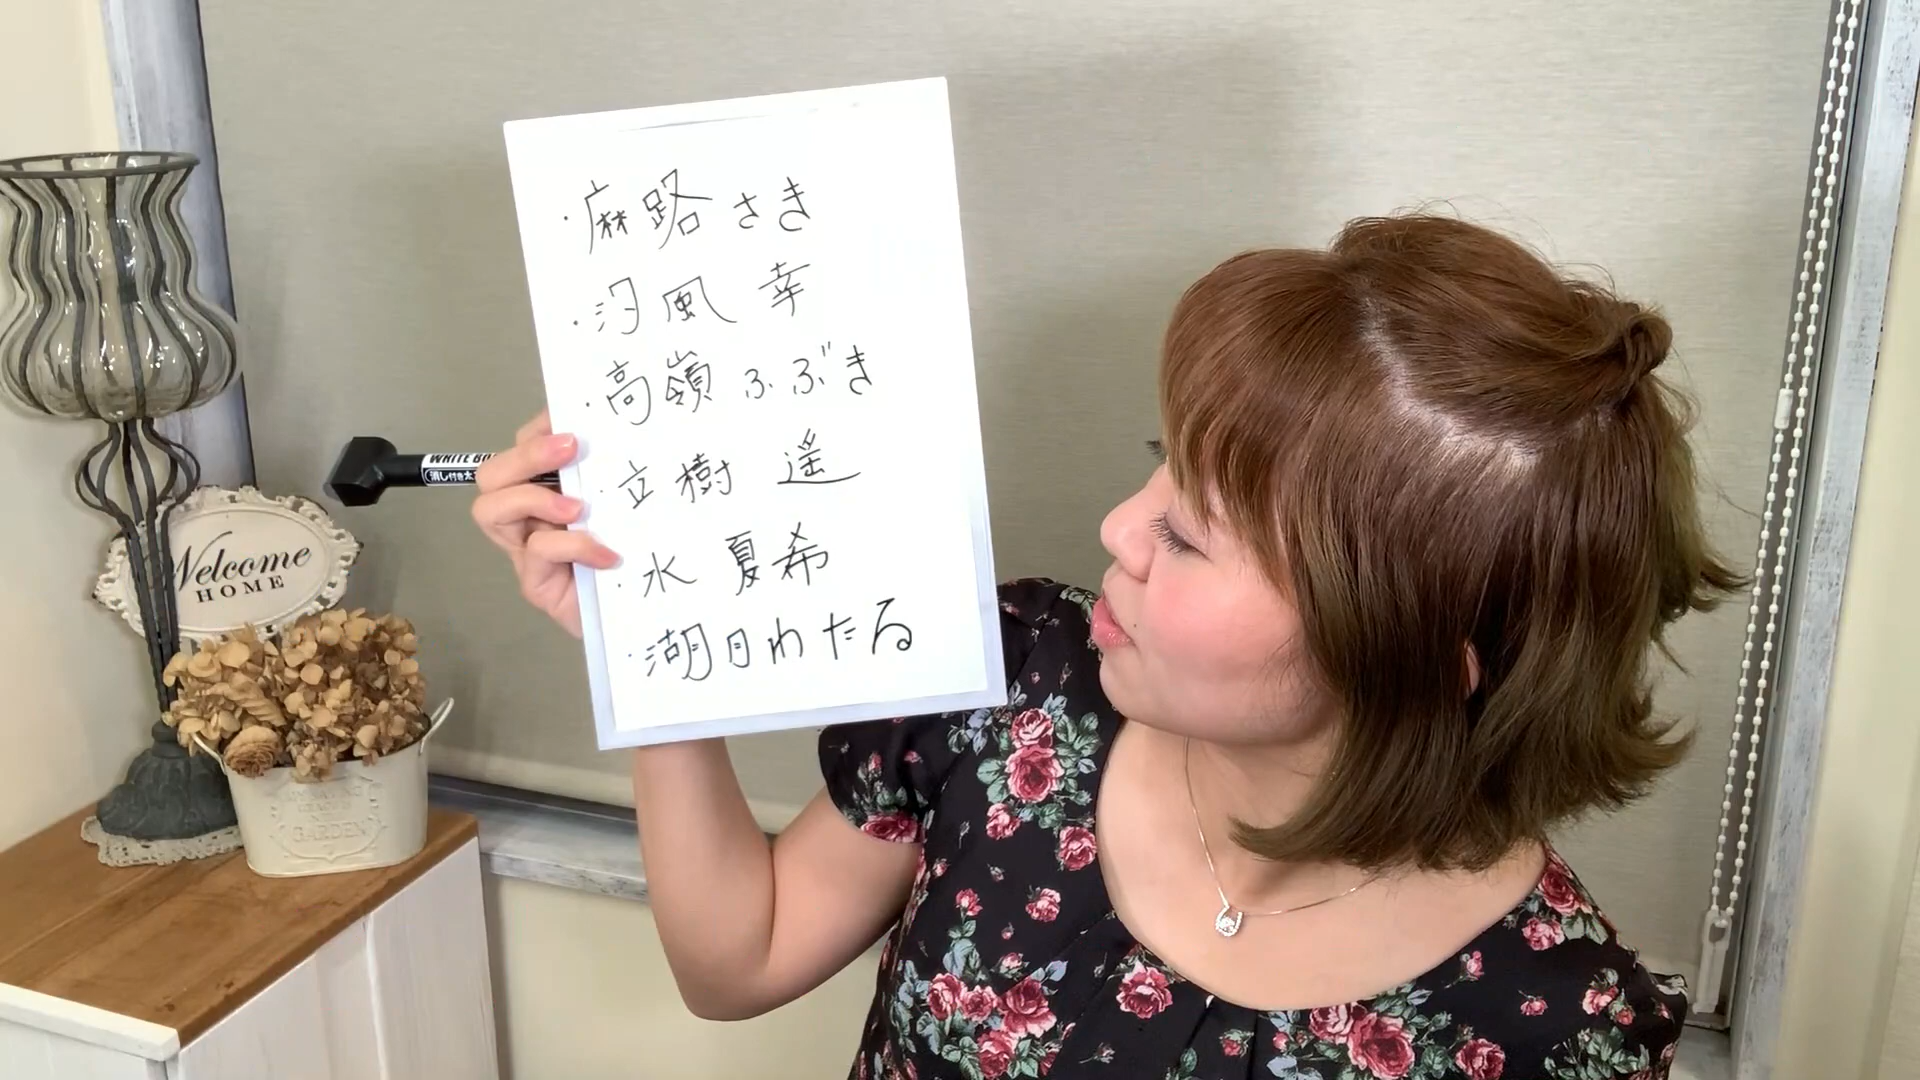 ・麻路さき
・汐風 幸
・高嶺ふぶき
・立樹 遥
・水 夏希
・湖月わたる
WHITE BO
消し付き太
Welcome
HOME
GARDEN